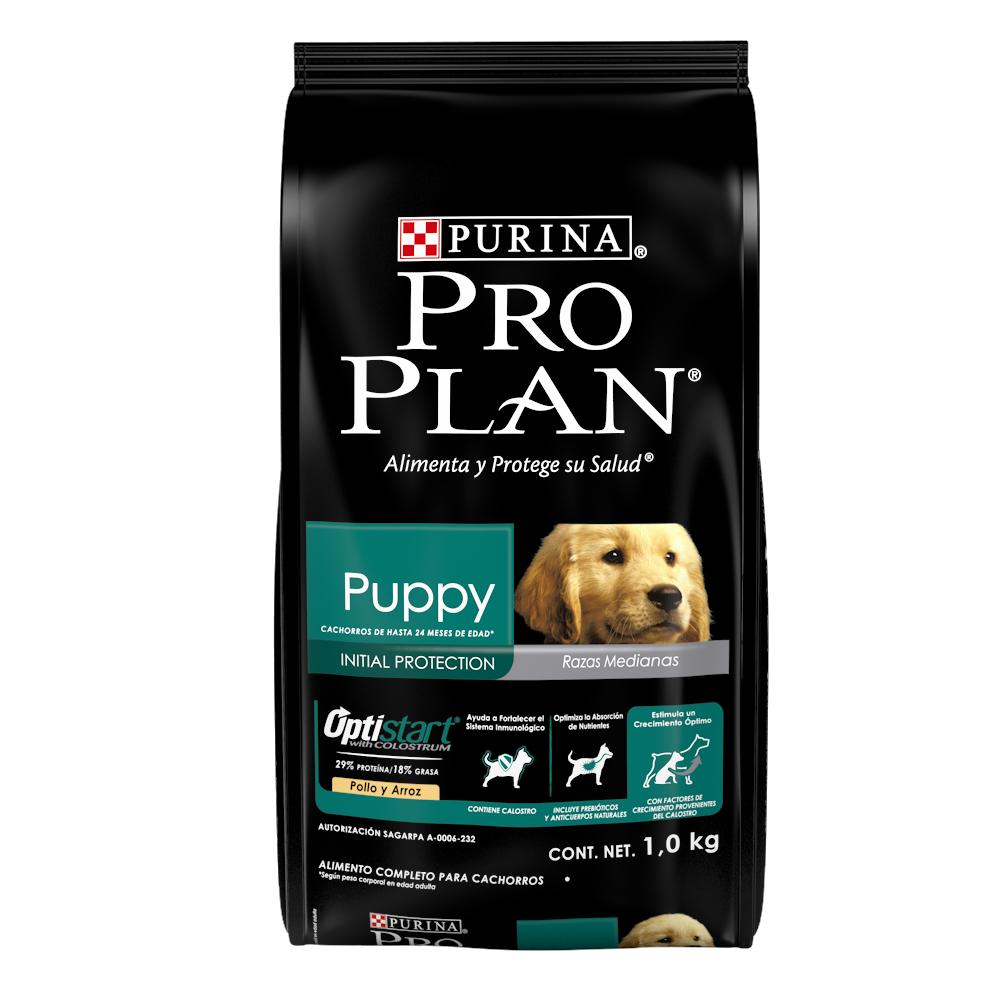 PURINA®
PRO
PLAN®
Alimenta y Protege su Salud®
Puppy
CACHORROS DE HASTA 24 MESES DE EDAD*
INITIAL PROTECTION
Razas Medianas
Optistart®
with COLOSTRUM
29% PROTEÍNA/18% GRASA
Pollo y Arroz
Ayuda a Fortalecer el
Sistema Inmunológico
CONTIENE CALOSTRO
Optimiza la Absorción
de Nutrientes
INCLUYE PREBIÓTICOS
Y ANTICUERPOS NATURALES
Estimula un
Crecimiento Óptimo
CON FACTORES DE
CRECIMIENTO PROVENIENTES
DEL CALOSTRO
AUTORIZACIÓN SAGARPA A-0006-232
CONT. NET. 1,0 kg
ALIMENTO COMPLETO PARA CACHORROS
*Según peso corporal en edad adulta
PURINA
PRO